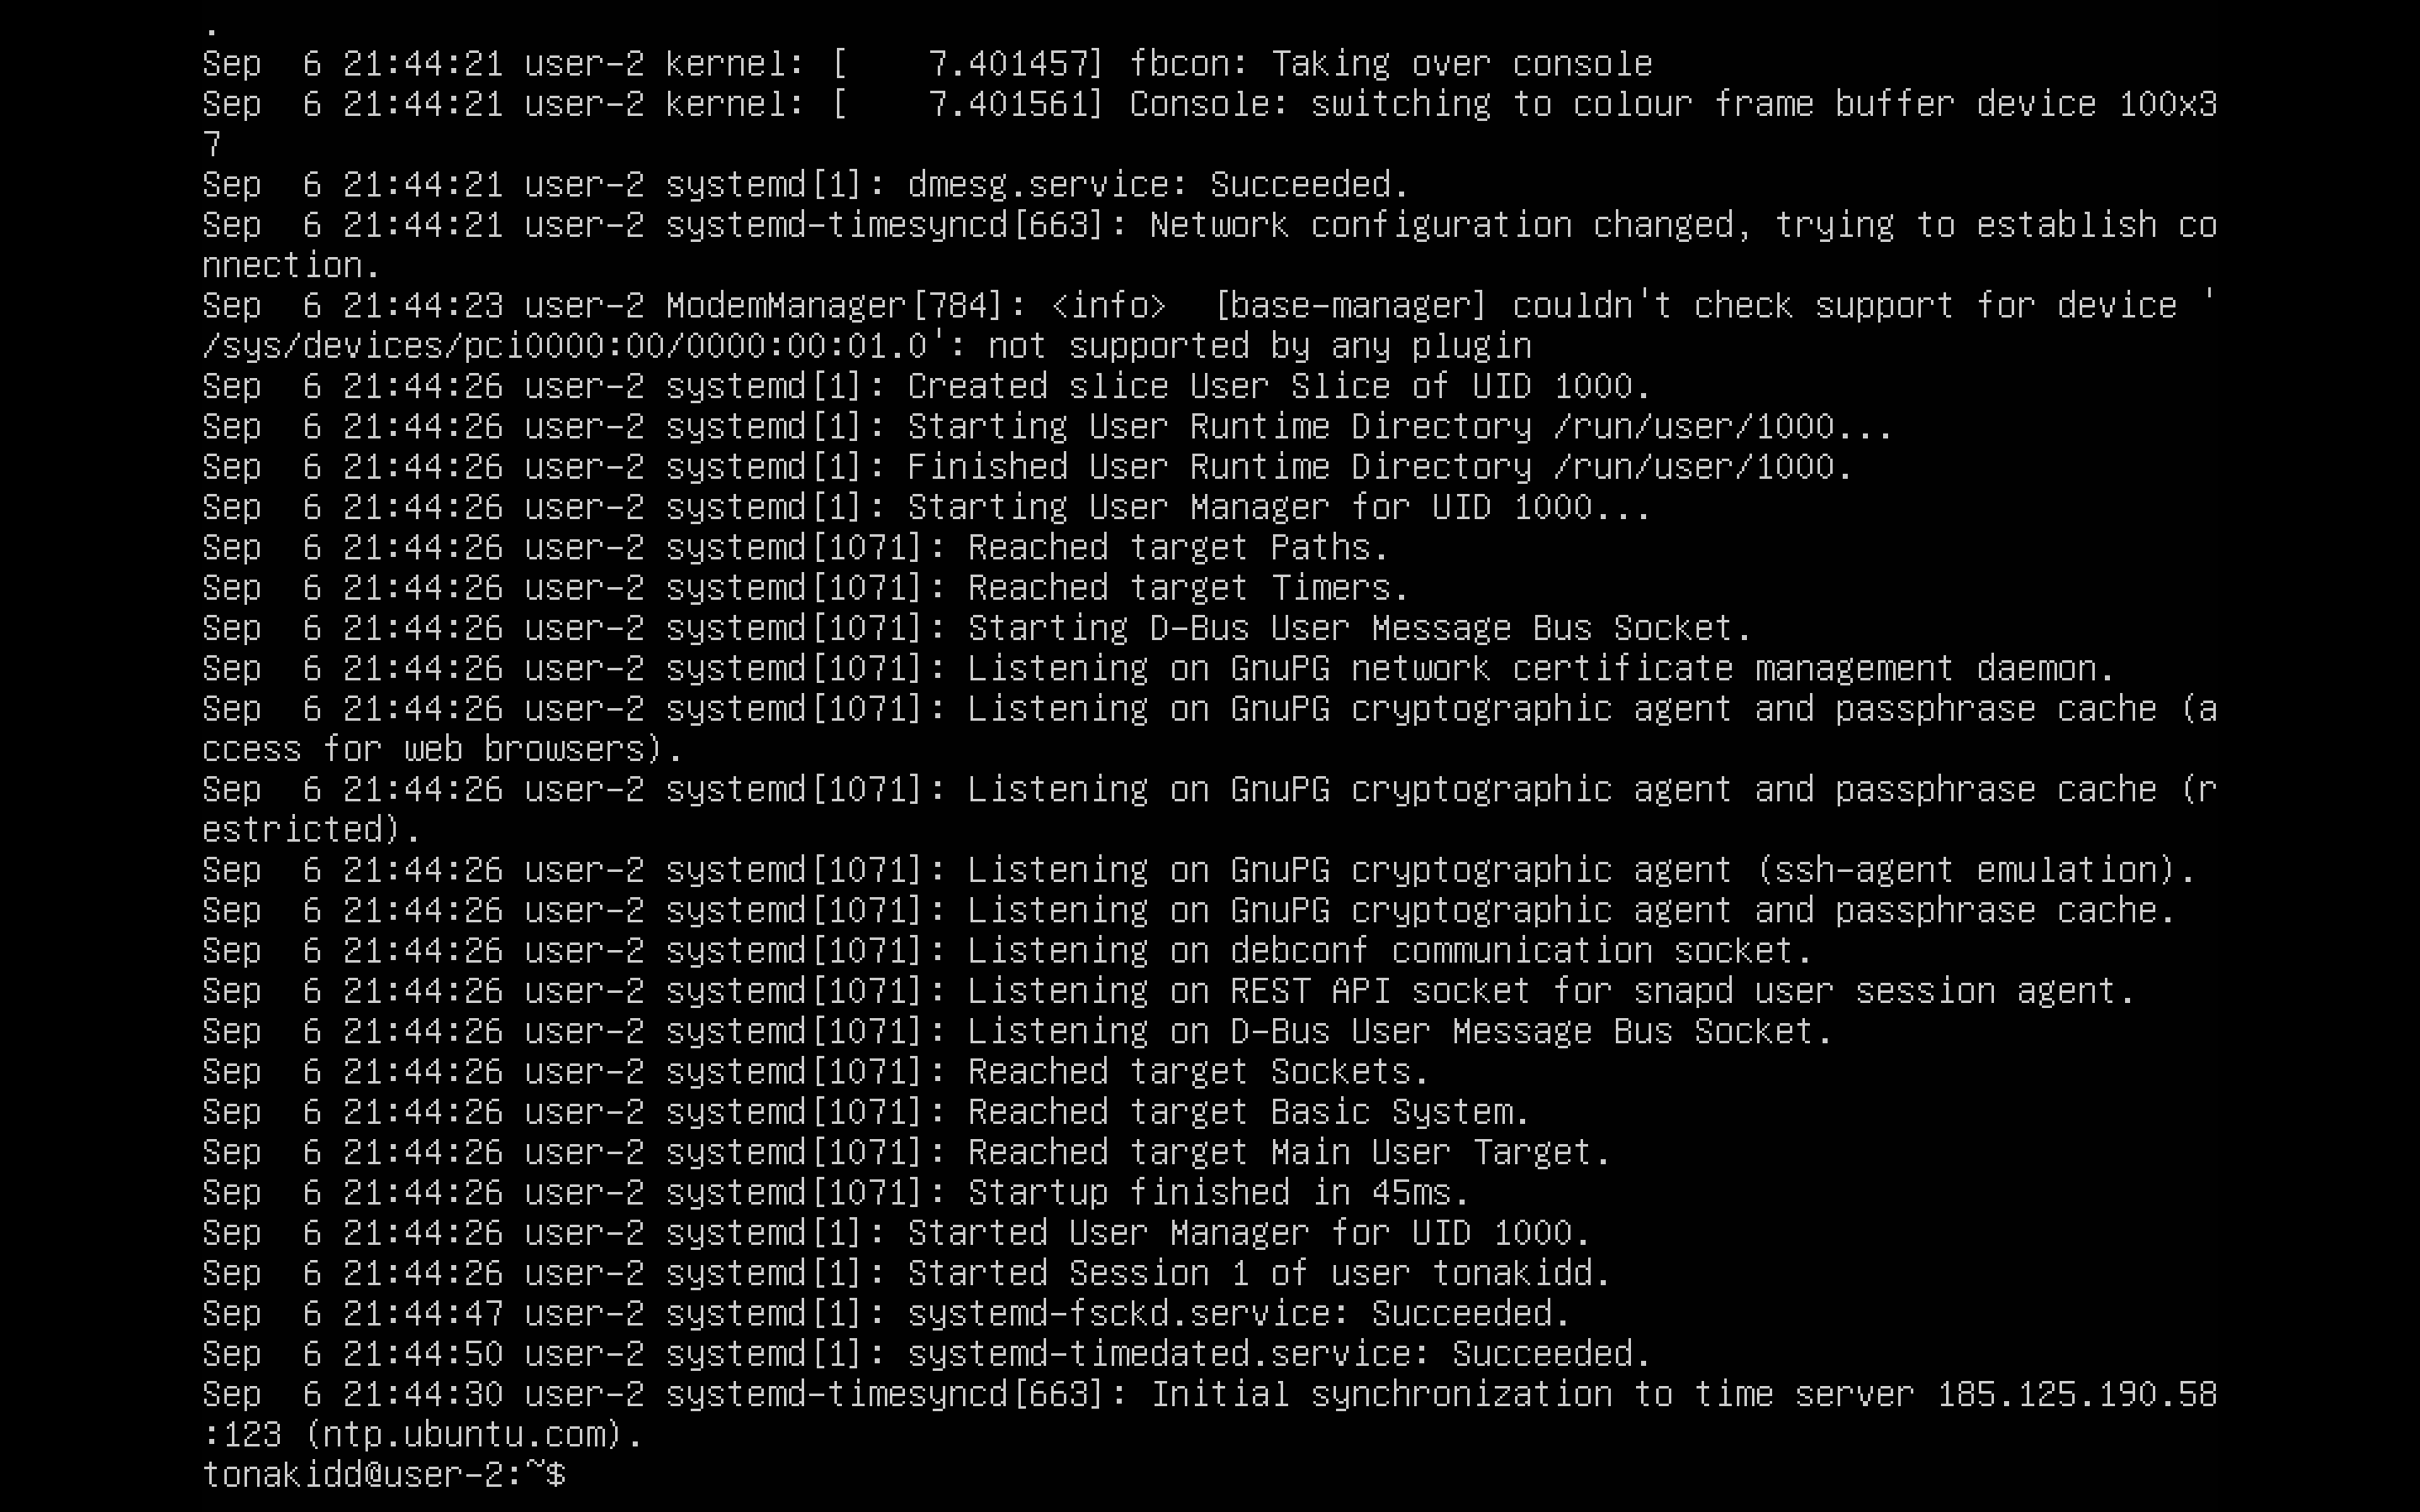 .
Sep  6 21:44:21 user-2 kernel: [    7.401457] fbcon: Taking over console
Sep  6 21:44:21 user-2 kernel: [    7.401561] Console: switching to colour frame buffer device 100x3
7
Sep  6 21:44:21 user-2 systemd[1]: dmesg.service: Succeeded.
Sep  6 21:44:21 user-2 systemd-timesyncd[663]: Network configuration changed, trying to establish co
nnection.
Sep  6 21:44:23 user-2 ModemManager[784]: <info>  [base-manager] couldn't check support for device '
/sys/devices/pci0000:00/0000:00:01.0': not supported by any plugin
Sep  6 21:44:26 user-2 systemd[1]: Created slice User Slice of UID 1000.
Sep  6 21:44:26 user-2 systemd[1]: Starting User Runtime Directory /run/user/1000...
Sep  6 21:44:26 user-2 systemd[1]: Finished User Runtime Directory /run/user/1000.
Sep  6 21:44:26 user-2 systemd[1]: Starting User Manager for UID 1000...
Sep  6 21:44:26 user-2 systemd[1071]: Reached target Paths.
Sep  6 21:44:26 user-2 systemd[1071]: Reached target Timers.
Sep  6 21:44:26 user-2 systemd[1071]: Starting D-Bus User Message Bus Socket.
Sep  6 21:44:26 user-2 systemd[1071]: Listening on GnuPG network certificate management daemon.
Sep  6 21:44:26 user-2 systemd[1071]: Listening on GnuPG cryptographic agent and passphrase cache (a
ccess for web browsers).
Sep  6 21:44:26 user-2 systemd[1071]: Listening on GnuPG cryptographic agent and passphrase cache (r
estricted).
Sep  6 21:44:26 user-2 systemd[1071]: Listening on GnuPG cryptographic agent (ssh-agent emulation).
Sep  6 21:44:26 user-2 systemd[1071]: Listening on GnuPG cryptographic agent and passphrase cache.
Sep  6 21:44:26 user-2 systemd[1071]: Listening on debconf communication socket.
Sep  6 21:44:26 user-2 systemd[1071]: Listening on REST API socket for snapd user session agent.
Sep  6 21:44:26 user-2 systemd[1071]: Listening on D-Bus User Message Bus Socket.
Sep  6 21:44:26 user-2 systemd[1071]: Reached target Sockets.
Sep  6 21:44:26 user-2 systemd[1071]: Reached target Basic System.
Sep  6 21:44:26 user-2 systemd[1071]: Reached target Main User Target.
Sep  6 21:44:26 user-2 systemd[1071]: Startup finished in 45ms.
Sep  6 21:44:26 user-2 systemd[1]: Started User Manager for UID 1000.
Sep  6 21:44:26 user-2 systemd[1]: Started Session 1 of user tonakidd.
Sep  6 21:44:47 user-2 systemd[1]: systemd-fsckd.service: Succeeded.
Sep  6 21:44:50 user-2 systemd[1]: systemd-timedated.service: Succeeded.
Sep  6 21:44:30 user-2 systemd-timesyncd[663]: Initial synchronization to time server 185.125.190.58
:123 (ntp.ubuntu.com).
tonakidd@user-2:~$